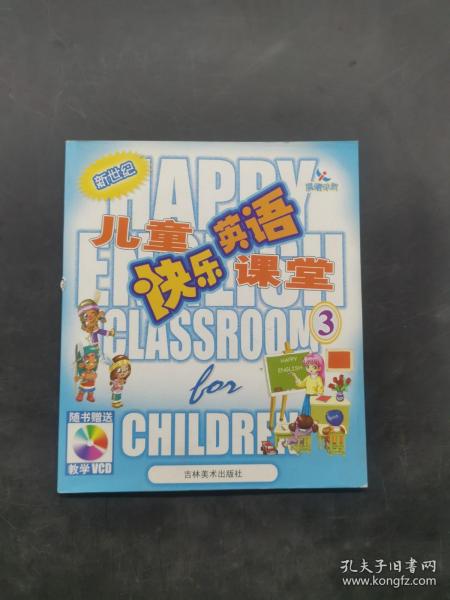 新世纪
HAPPY
儿童
快乐
英语
课堂
ENGLISH
CLASSROOM
3
for
CHILDREN
HAPPY
ENGLISH
随书赠送
教学VCD
吉林美术出版社
孔夫子旧书网
www.kongfz.com